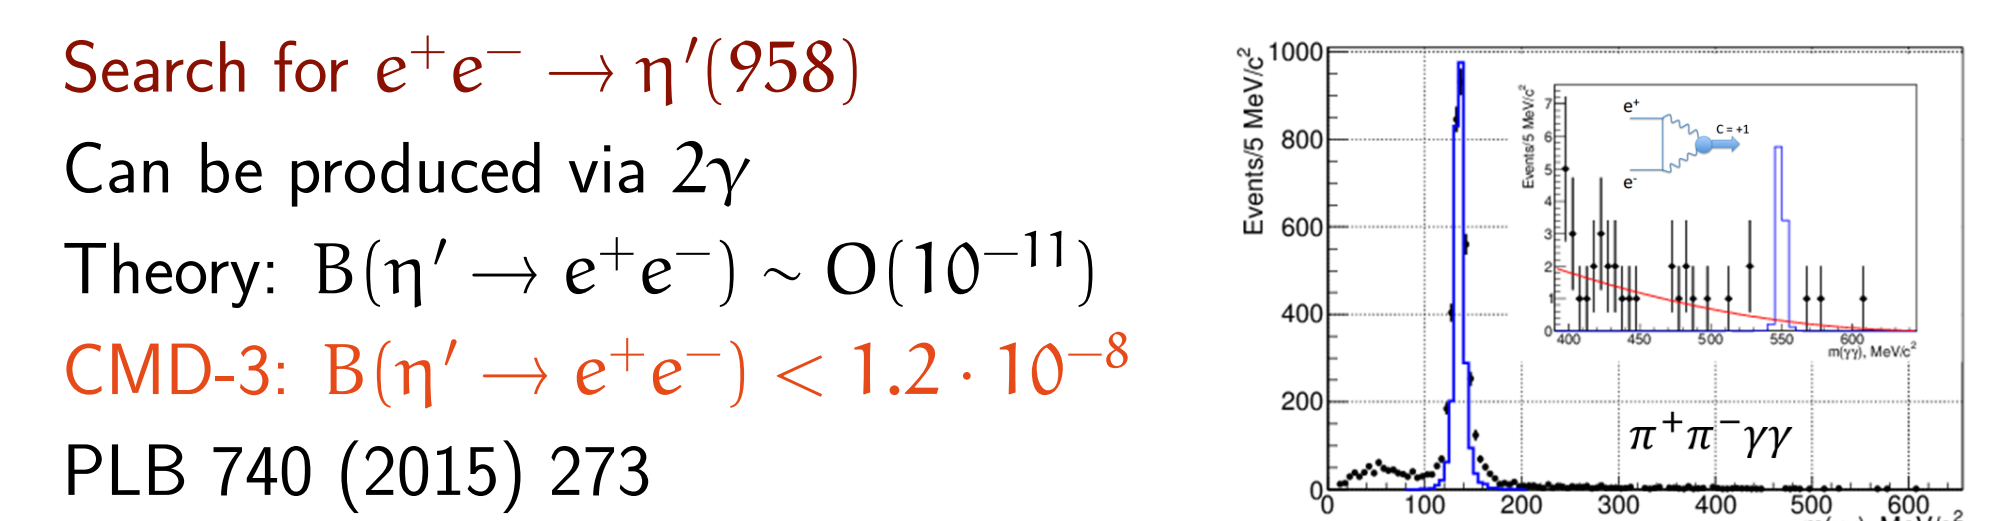 Search for e⁺e⁻ → η′(958)
Can be produced via 2γ
Theory: B(η′ → e⁺e⁻) ~ O(10⁻¹¹)
CMD-3: B(η′ → e⁺e⁻) < 1.2 · 10⁻⁸
PLB 740 (2015) 273
Events/5 MeV/c²
1000
800
600
400
200
0
0 100 200 300 400 500 600
π⁺π⁻γγ
Events/5 MeV/c²
7
6
5
4
3
2
1
0
400 450 500 550 600
m(γγ), MeV/c²
e⁺
C = +1
e⁻